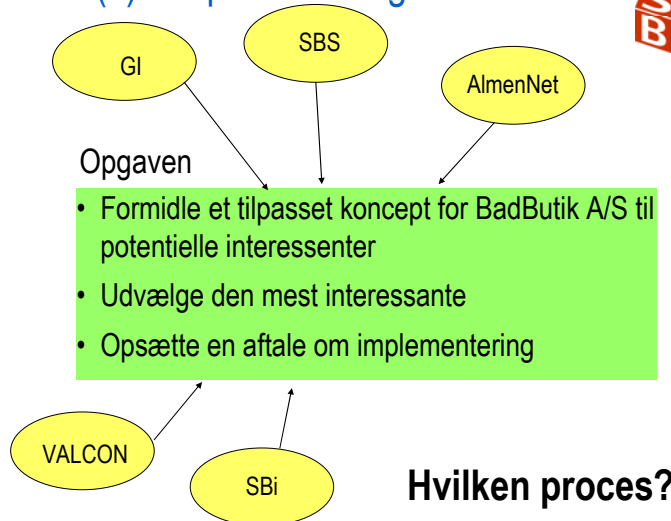 SBS
GI
AlmenNet
Opgaven
• Formidle et tilpasset koncept for BadButik A/S til
potentielle interessenter
• Udvælge den mest interessante
• Opsætte en aftale om implementering
VALCON
SBi
Hvilken proces?